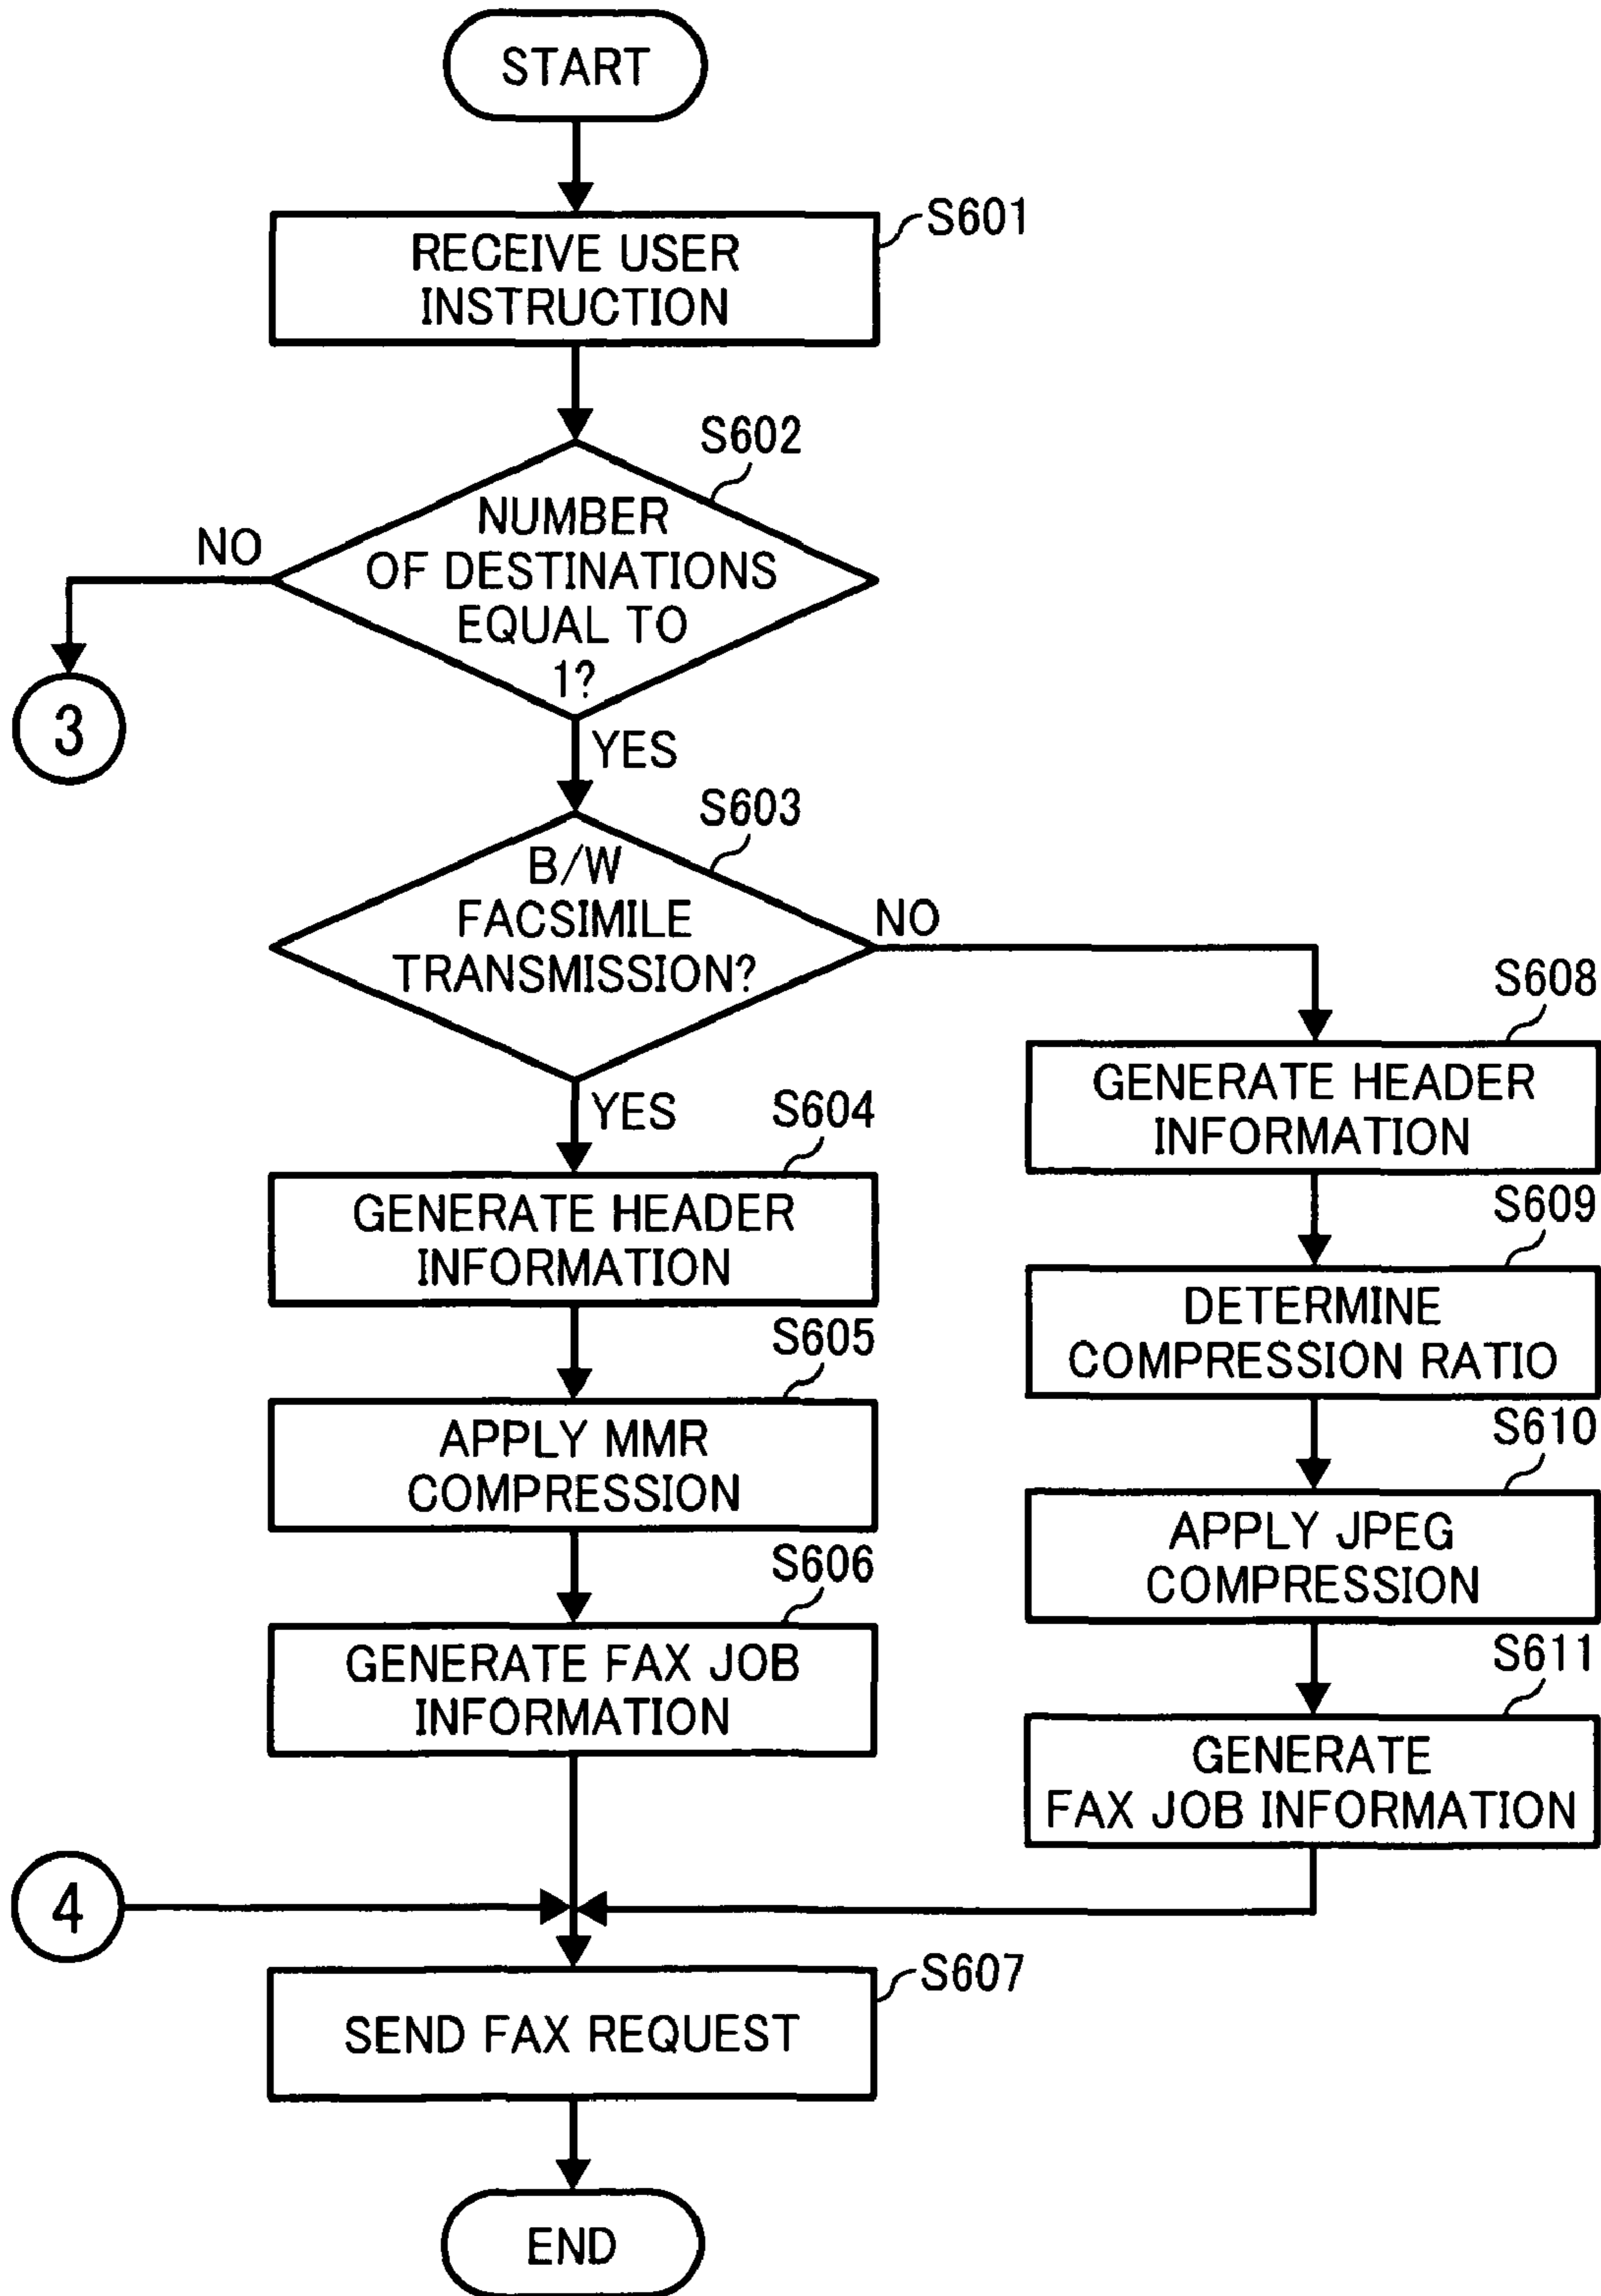 START
S601
RECEIVE USER
INSTRUCTION
S602
NUMBER
OF DESTINATIONS
EQUAL TO
1?
NO
3
YES
S603
B/W
FACSIMILE
TRANSMISSION?
NO
YES
S604
GENERATE HEADER
INFORMATION
S605
APPLY MMR
COMPRESSION
S606
GENERATE FAX JOB
INFORMATION
S608
GENERATE HEADER
INFORMATION
S609
DETERMINE
COMPRESSION RATIO
S610
APPLY JPEG
COMPRESSION
S611
GENERATE
FAX JOB INFORMATION
4
S607
SEND FAX REQUEST
END